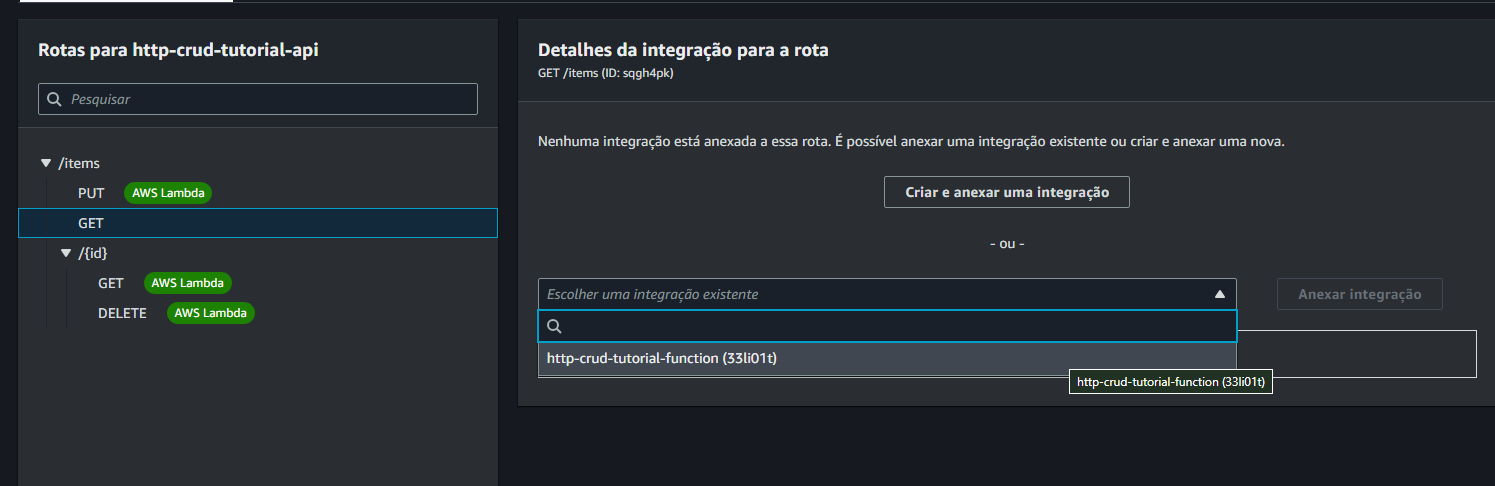 Rotas para http-crud-tutorial-api
Pesquisar
/items
PUT AWS Lambda
GET
/{id}
GET AWS Lambda
DELETE AWS Lambda
Detalhes da integração para a rota
GET /items (ID: sqgh4pk)
Nenhuma integração está anexada a essa rota. É possível anexar uma integração existente ou criar e anexar uma nova.
Criar e anexar uma integração
- ou -
Escolher uma integração existente
Anexar integração
http-crud-tutorial-function (33li01t)
http-crud-tutorial-function (33li01t)